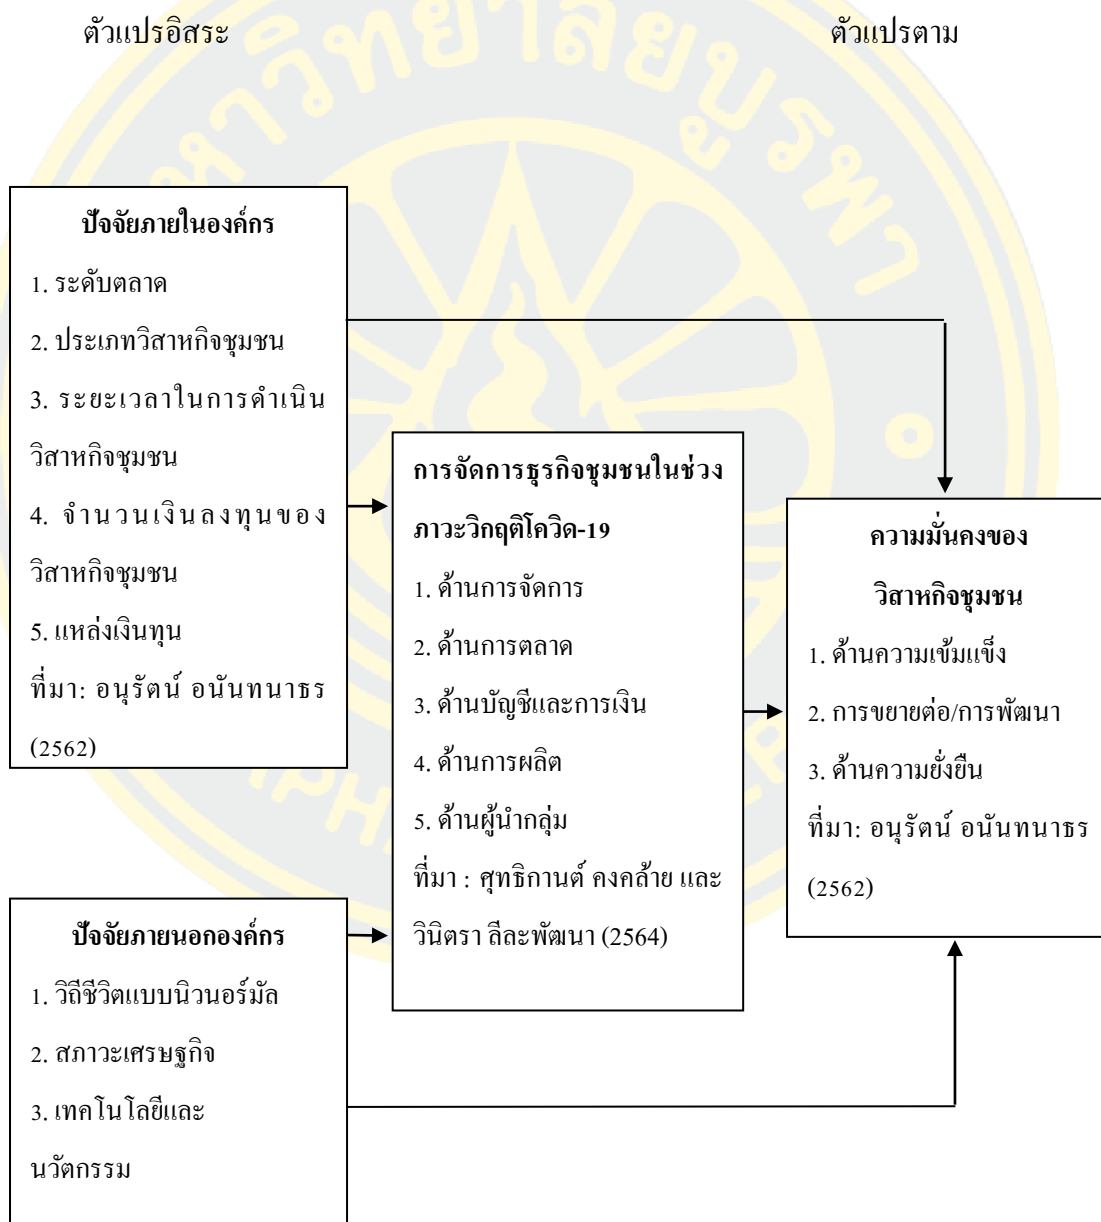 ตัวแปรอิสระ
ตัวแปรตาม
มหาวิทยาลัยบูรพา
ปัจจัยภายในองค์กร
1. ระดับตลาด
2. ประเภทวิสาหกิจชุมชน
3. ระยะเวลาในการดำเนิน
วิสาหกิจชุมชน
4. จำนวนเงินลงทุนของ
วิสาหกิจชุมชน
5. แหล่งเงินทุน
ที่มา: อนุรัตน์ อนันทนาธร
(2562)
การจัดการธุรกิจชุมชนในช่วง
ภาวะวิกฤติโควิด-19
1. ด้านการจัดการ
2. ด้านการตลาด
3. ด้านบัญชีและการเงิน
4. ด้านการผลิต
5. ด้านผู้นำกลุ่ม
ที่มา : ศุทธิกานต์ คงคล้าย และ
วินิตรา ลีละพัฒนา (2564)
ความมั่นคงของ
วิสาหกิจชุมชน
1. ด้านความเข้มแข็ง
2. การขยายต่อ/การพัฒนา
3. ด้านความยั่งยืน
ที่มา: อนุรัตน์ อนันทนาธร
(2562)
ปัจจัยภายนอกองค์กร
1. วิถีชีวิตแบบนิวนอร์มัล
2. สภาวะเศรษฐกิจ
3. เทคโนโลยีและ
นวัตกรรม